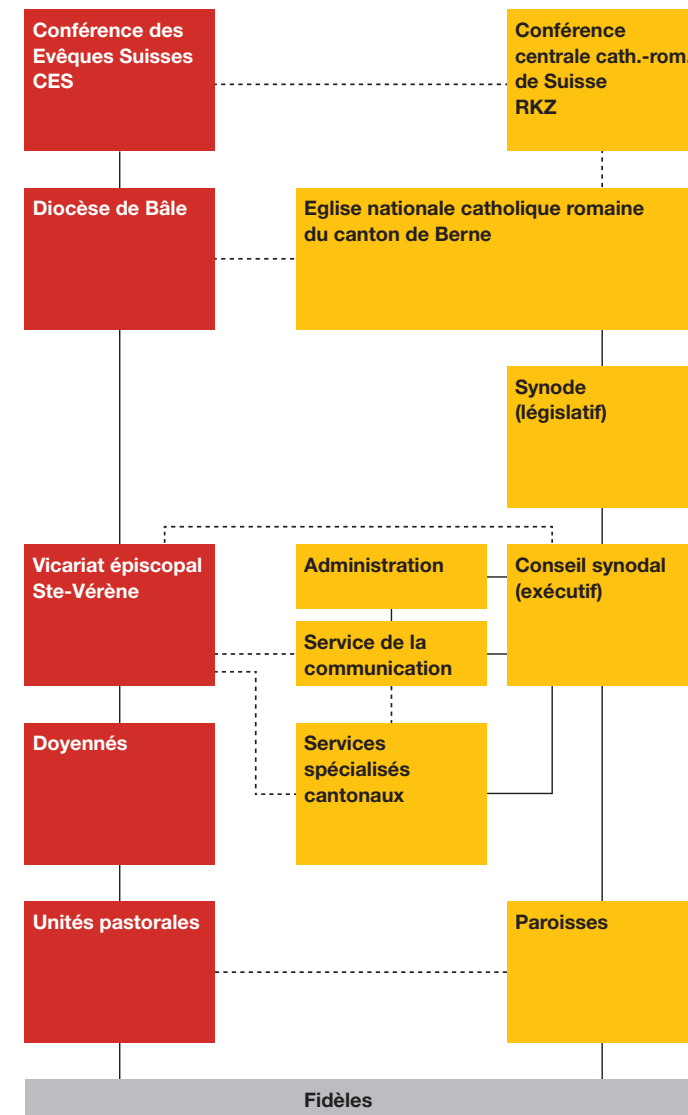 Conférence des
Evêques Suisses
CES
Conférence
centrale cath.-rom.
de Suisse
RKZ
Diocèse de Bâle
Eglise nationale catholique romaine
du canton de Berne
Synode
(législatif)
Vicariat épiscopal
Ste-Vérène
Administration
Conseil synodal
(exécutif)
Service de la
communication
Doyennés
Services
spécialisés
cantonaux
Unités pastorales
Paroisses
Fidèles